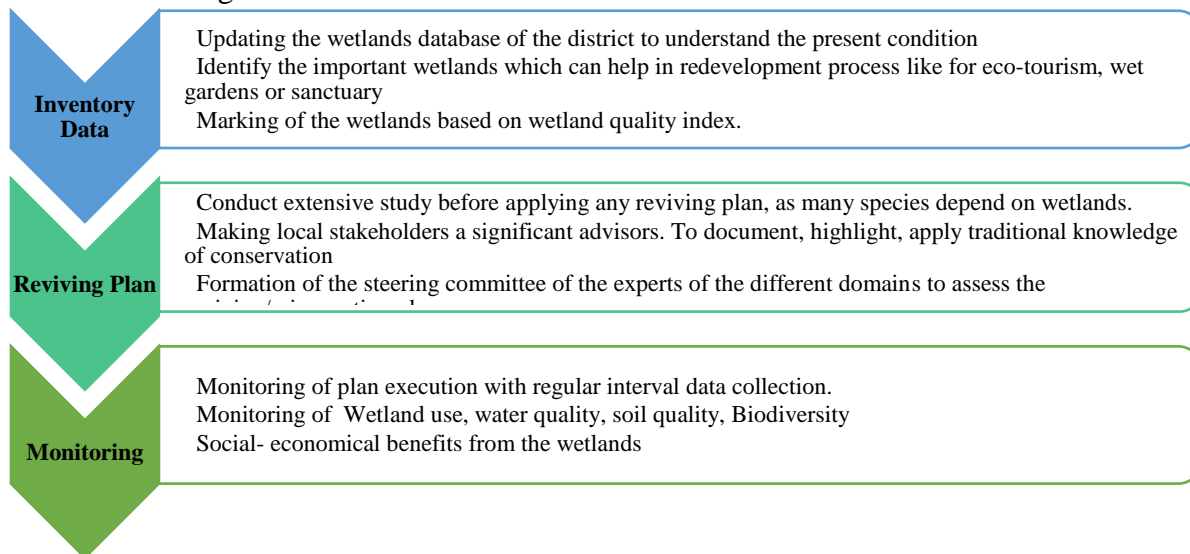 Updating the wetlands database of the district to understand the present condition
Identify the important wetlands which can help in redevelopment process like for eco-tourism, wet
gardens or sanctuary
Marking of the wetlands based on wetland quality index.
Inventory
Data
Conduct extensive study before applying any reviving plan, as many species depend on wetlands.
Making local stakeholders a significant advisors. To document, highlight, apply traditional knowledge
of conservation
Formation of the steering committee of the experts of the different domains to assess the
Reviving Plan
Monitoring of plan execution with regular interval data collection.
Monitoring of  Wetland use, water quality, soil quality, Biodiversity
Social- economical benefits from the wetlands
Monitoring